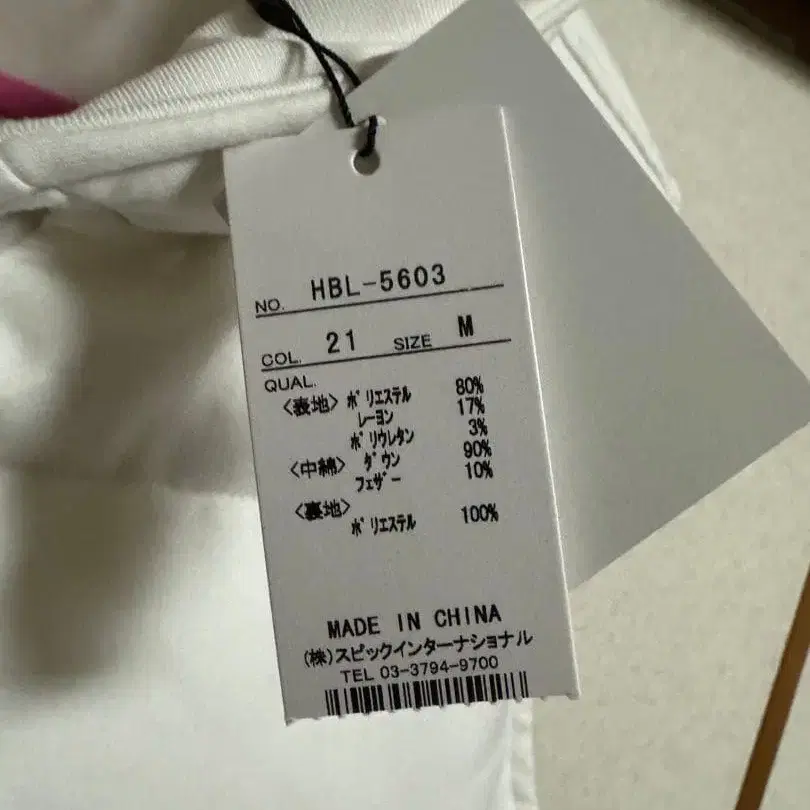 NO. HBL-5603
COL. 21 SIZE M
QUAL.
〈表地〉 ポリエステル 80%
レーヨン 17%
ポリウレタン 3%
〈中綿〉 ダウン 90%
フェザー 10%
〈裏地〉
ポリエステル 100%
MADE IN CHINA
(株)スピックインターナショナル
TEL 03-3794-9700